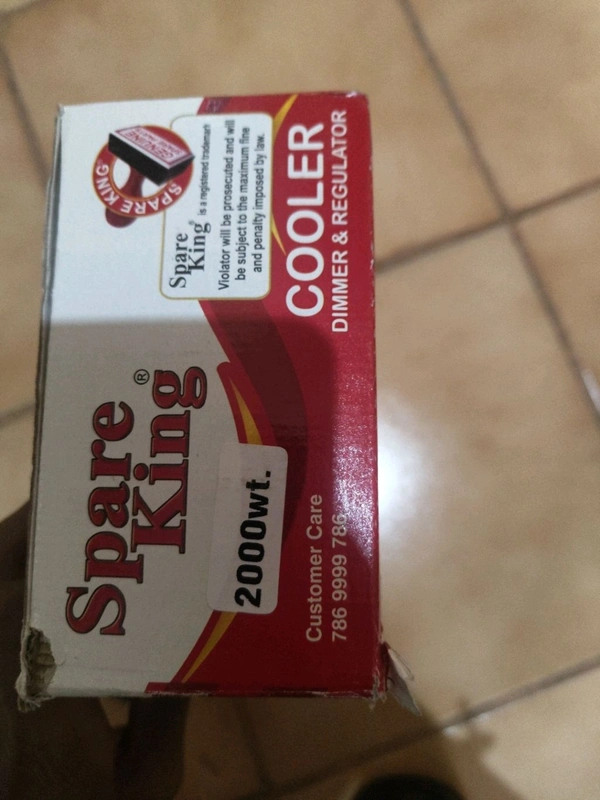 Spare
King®
2000wt.
Customer Care
786 9999 786
SPARE KING
GENUINE
Spare
King® is a registered trademark
Violator will be prosecuted and will
be subject to the maximum fine
and penalty imposed by law.
COOLER
DIMMER & REGULATOR